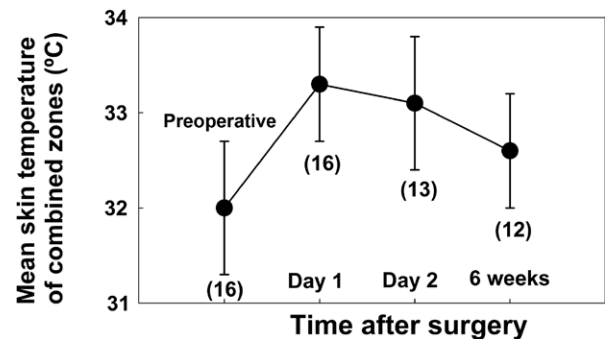 Mean skin temperature
of combined zones (ºC)
34
33
32
31
Preoperative
(16)
(16)
(13)
(12)
Day 1
Day 2
6 weeks
Time after surgery